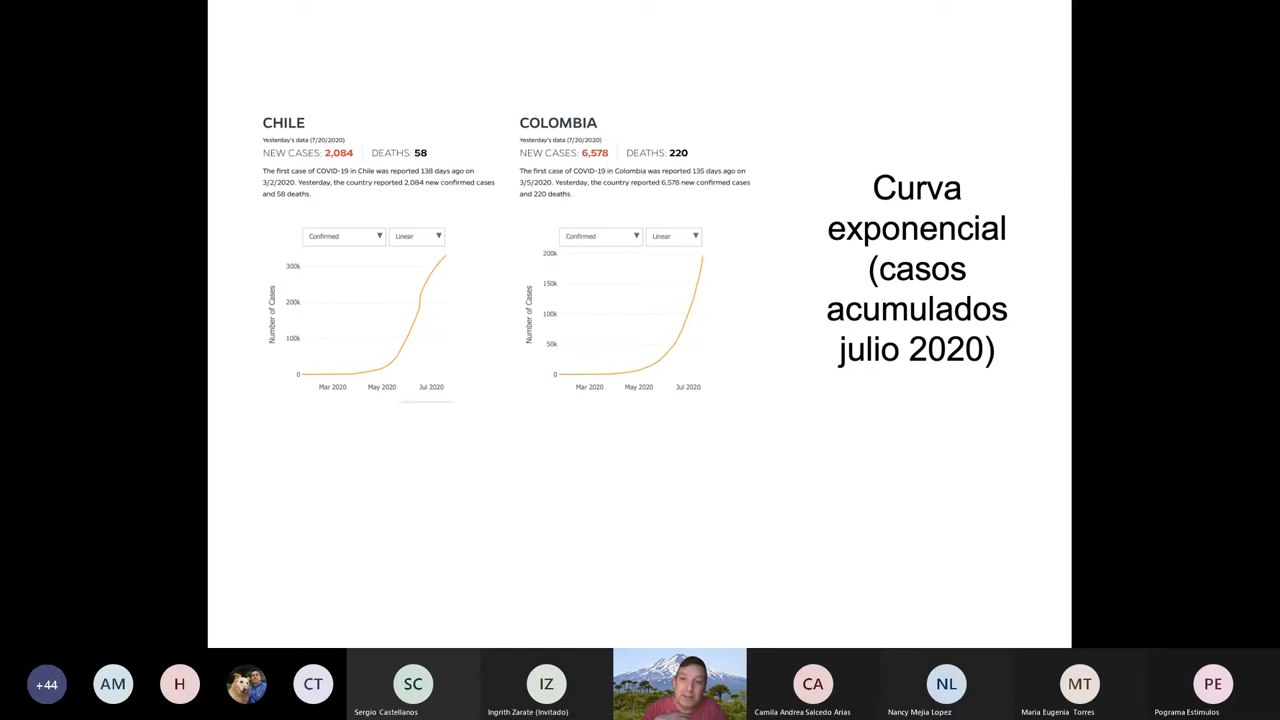 CHILE
Yesterday's data (7/20/2020)
NEW CASES: 2,084 DEATHS: 58
The first case of COVID-19 in Chile was reported 138 days ago on
3/2/2020. Yesterday, the country reported 2,084 new confirmed cases
and 58 deaths.
Confirmed
Linear
300k
200k
100k
0
Number of Cases
Mar 2020
May 2020
Jul 2020
COLOMBIA
Yesterday's data (7/20/2020)
NEW CASES: 6,578 DEATHS: 220
The first case of COVID-19 in Colombia was reported 135 days ago on
3/5/2020. Yesterday, the country reported 6,578 new confirmed cases
and 220 deaths.
Confirmed
Linear
200k
150k
100k
50k
0
Number of Cases
Mar 2020
May 2020
Jul 2020
Curva
exponencial
(casos
acumulados
julio 2020)
+44
AM
H
CT
SC
Sergio Castellanos
IZ
Ingrith Zarate (Invitado)
CA
Camila Andrea Salcedo Arias
NL
Nancy Mejia Lopez
MT
Maria Eugenia Torres
PE
Pograma Estimulos